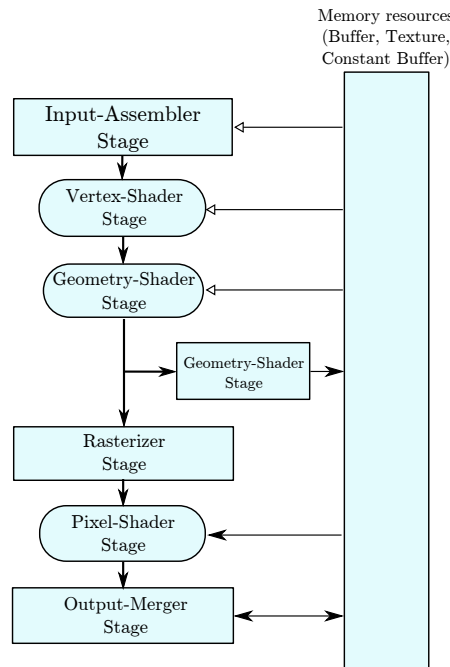 Memory resources
(Buffer, Texture,
Constant Buffer)
Input-Assembler
Stage
Vertex-Shader
Stage
Geometry-Shader
Stage
Geometry-Shader
Stage
Rasterizer
Stage
Pixel-Shader
Stage
Output-Merger
Stage